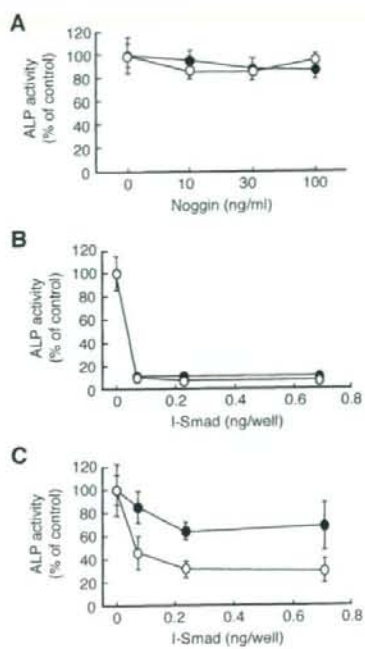 A
ALP activity
(% of control)
120
100
80
60
40
20
0
0 10 30 100
Noggin (ng/ml)
B
ALP activity
(% of control)
120
100
80
60
40
20
0
0 0.2 0.4 0.6 0.8
I-Smad (ng/well)
C
ALP activity
(% of control)
120
100
80
60
40
20
0
0 0.2 0.4 0.6 0.8
I-Smad (ng/well)